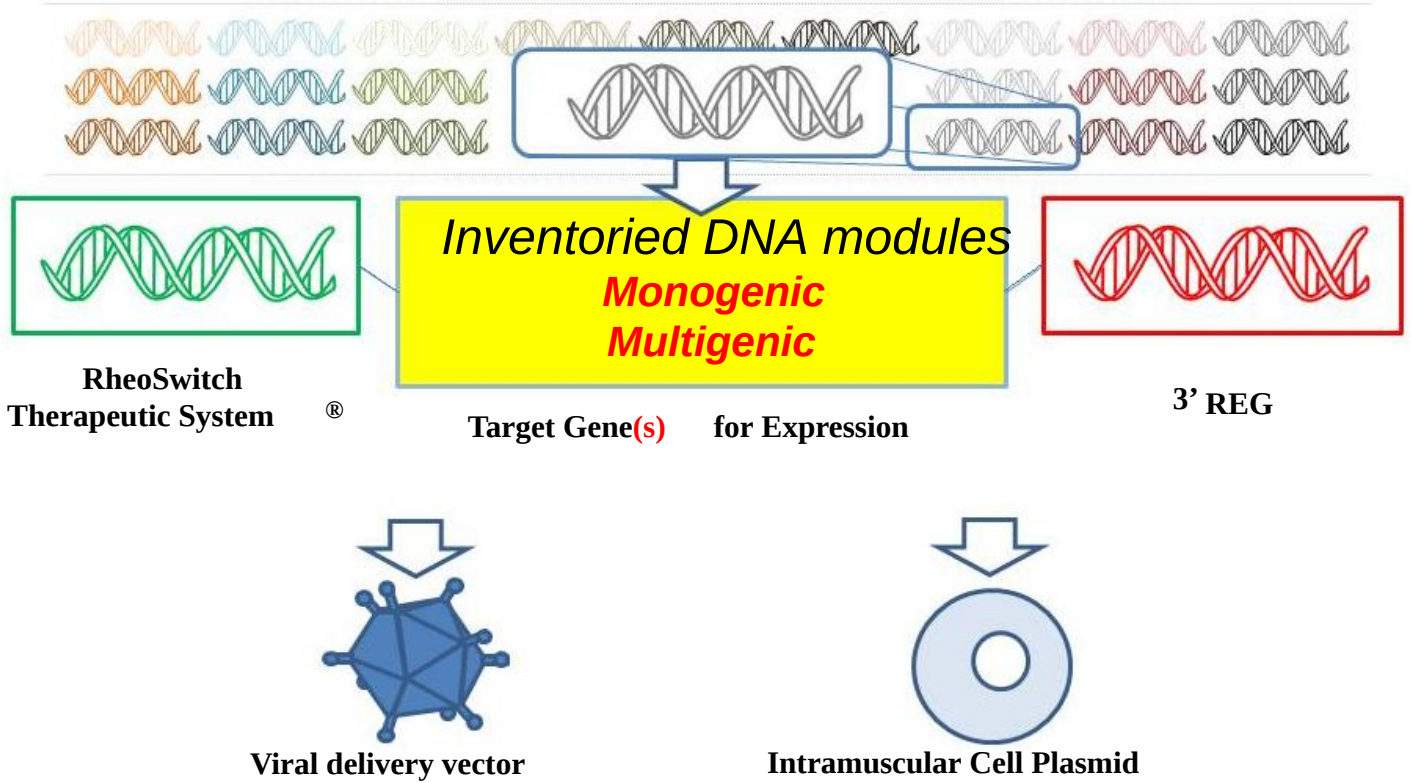 Inventoried DNA modules
Monogenic
Multigenic
RheoSwitch
Therapeutic System ®
3’ REG
Target Gene(s) for Expression
Viral delivery vector
Intramuscular Cell Plasmid